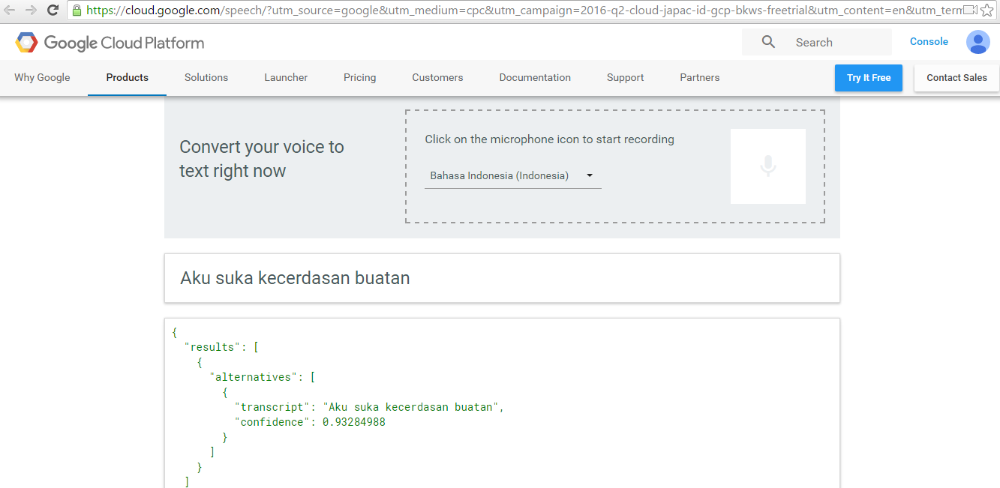 https://cloud.google.com/speech/?utm_source=google&utm_medium=cpc&utm_campaign=2016-q2-cloud-japac-id-gcp-bkws-freetrial&utm_content=en&utm_term
Google Cloud Platform
Search
Console
Why Google
Products
Solutions
Launcher
Pricing
Customers
Documentation
Support
Partners
Try It Free
Contact Sales
Convert your voice to
text right now
Click on the microphone icon to start recording
Bahasa Indonesia (Indonesia)
Aku suka kecerdasan buatan
{
"results": [
{
"alternatives": [
{
"transcript": "Aku suka kecerdasan buatan",
"confidence": 0.93284988
}
]
}
]